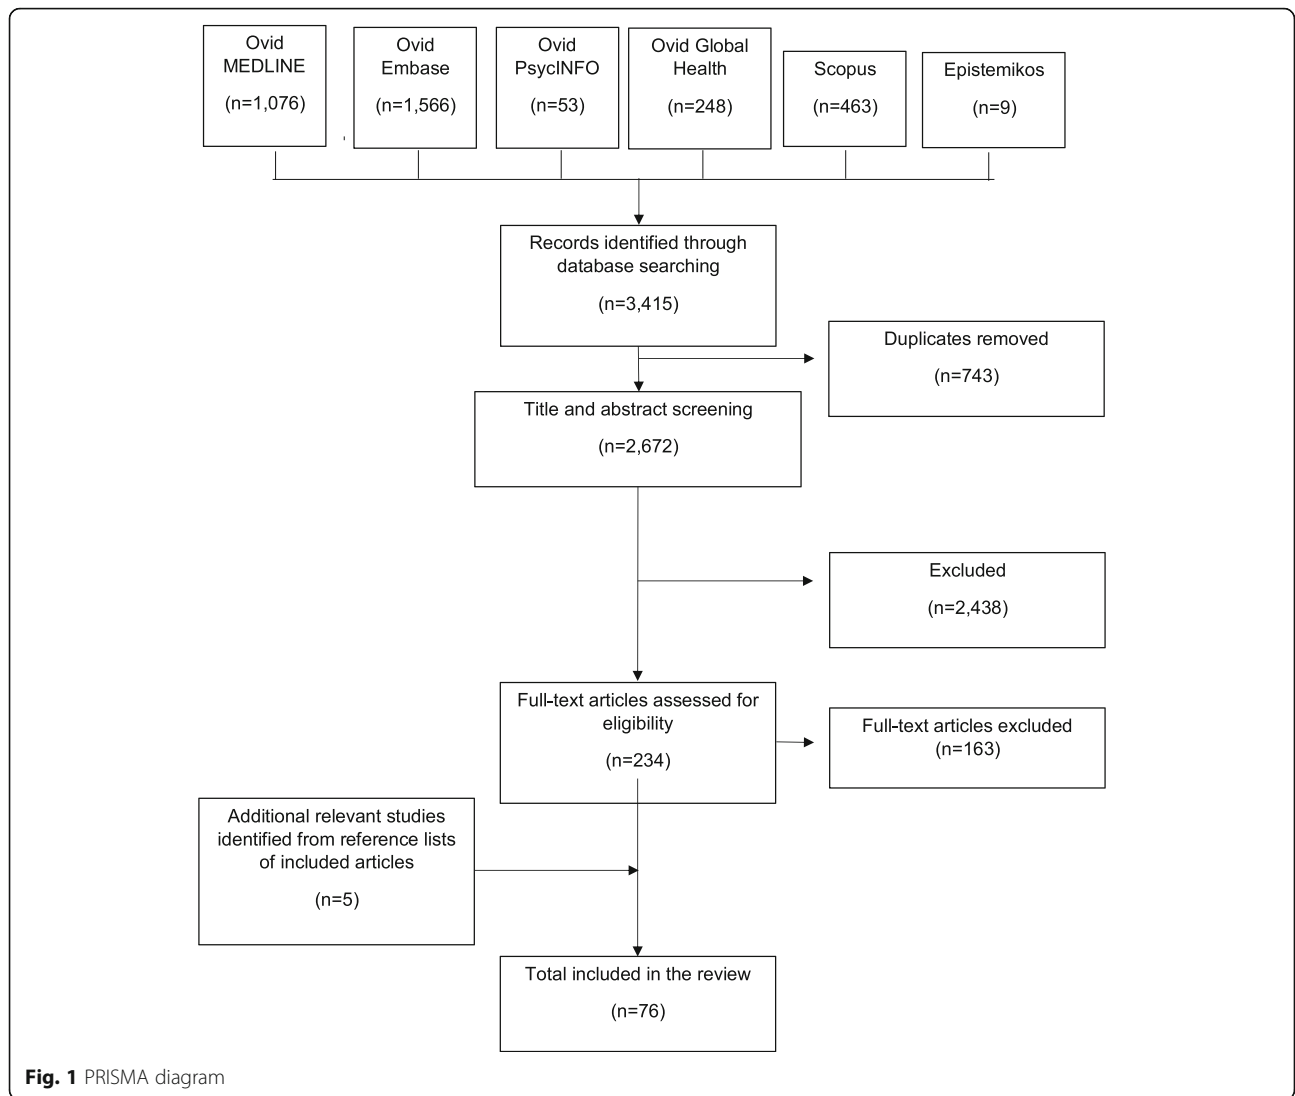 Ovid
MEDLINE
(n=1,076)
Ovid
Embase
(n=1,566)
Ovid
PsycINFO
(n=53)
Ovid Global
Health
(n=248)
Scopus
(n=463)
Epistemikos
(n=9)
Records identified through
database searching
(n=3,415)
Duplicates removed
(n=743)
Title and abstract screening
(n=2,672)
Excluded
(n=2,438)
Full-text articles assessed for
eligibility
(n=234)
Full-text articles excluded
(n=163)
Additional relevant studies
identified from reference lists
of included articles
(n=5)
Total included in the review
(n=76)
Fig. 1 PRISMA diagram